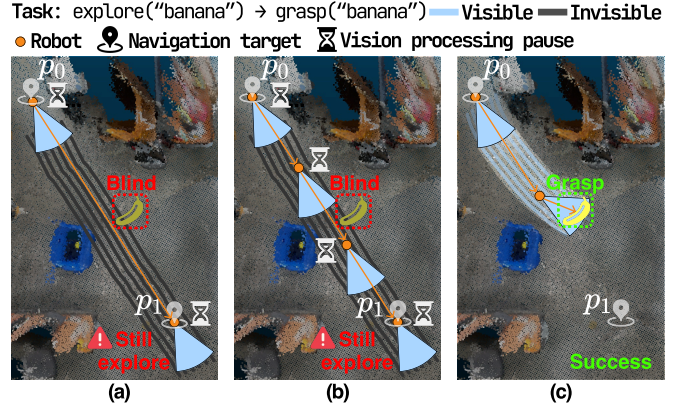 Task: explore(“banana”) → grasp(“banana”) Visible Invisible
Robot Navigation target Vision processing pause
p0 p0 p0
Blind Blind Grasp
p1 p1 p1
Still explore Still explore Success
(a) (b) (c)